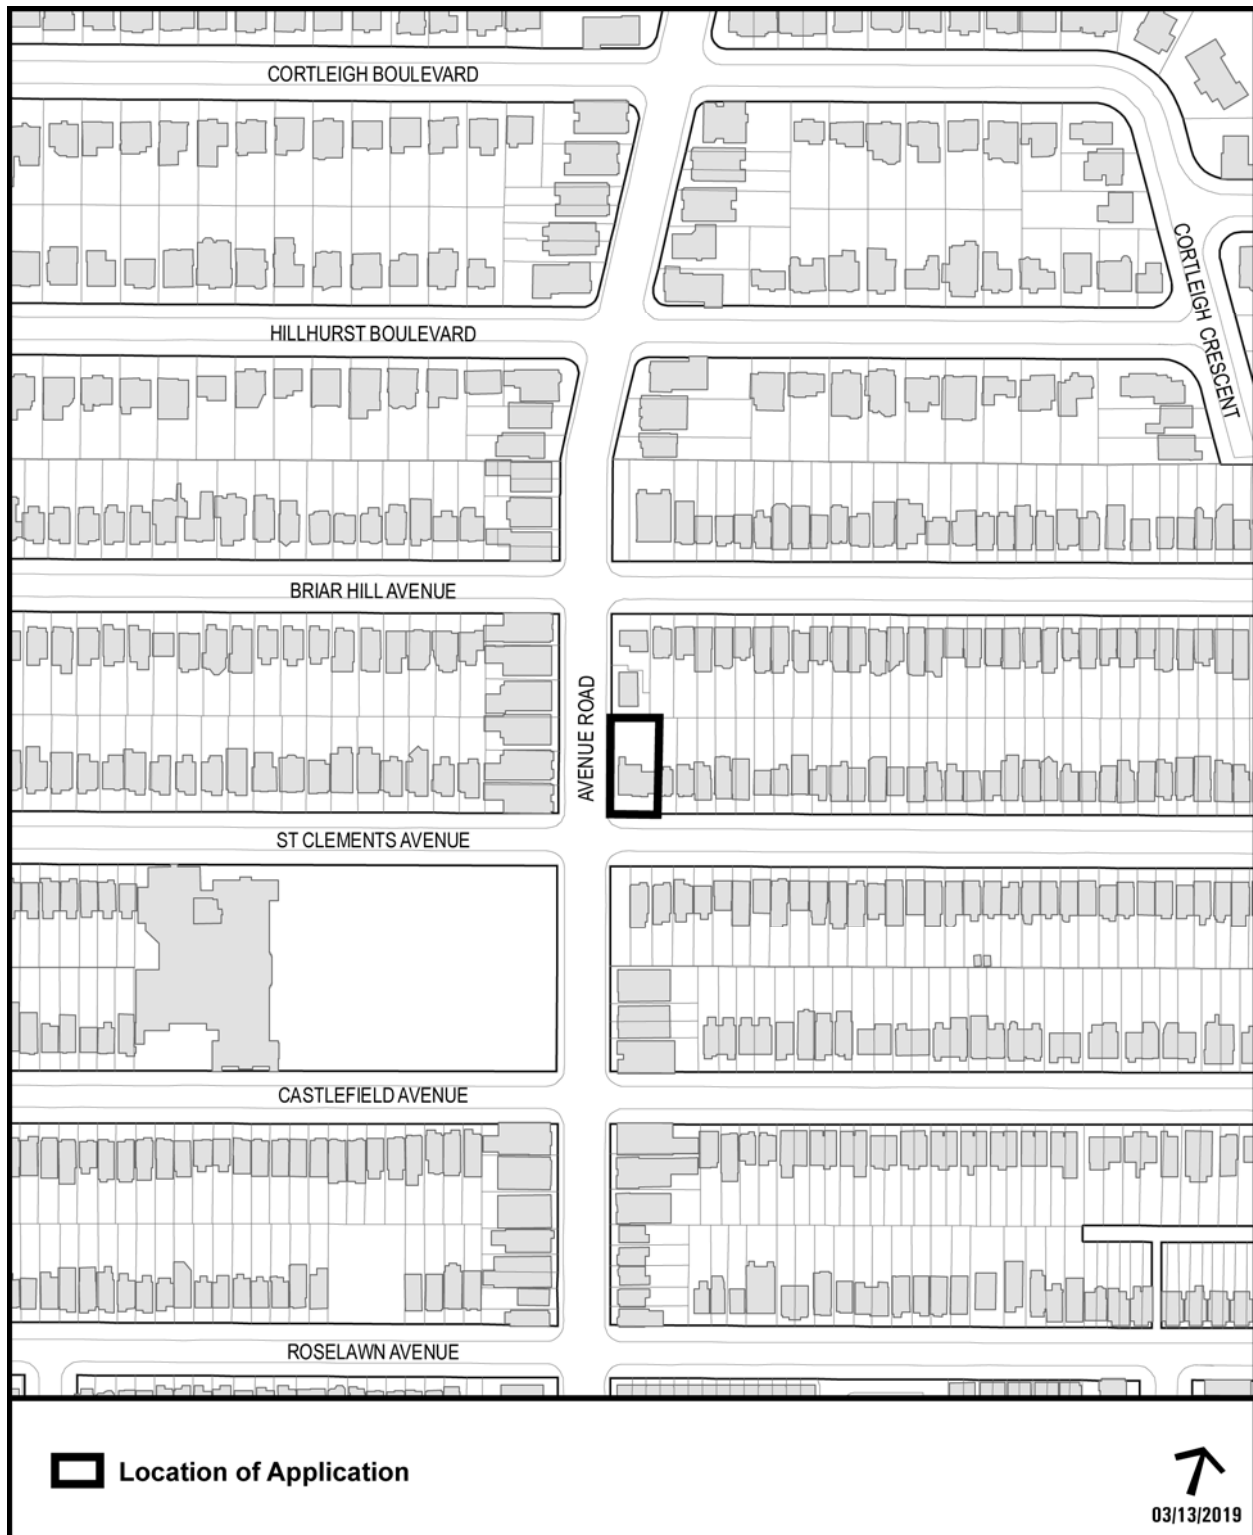 CORTLEIGH BOULEVARD
CORTLEIGH CRESCENT
HILLHURST BOULEVARD
BRIAR HILL AVENUE
AVENUE ROAD
ST CLEMENTS AVENUE
CASTLEFIELD AVENUE
ROSELAWN AVENUE
Location of Application
03/13/2019